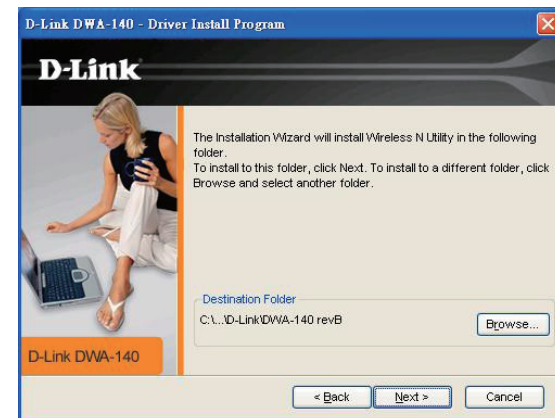 D-Link DWA-140 - Driver Install Program
D-Link
The Installation Wizard will install Wireless N Utility in the following
folder.
To install to this folder, click Next. To install to a different folder, click
Browse and select another folder.
Destination Folder
C:\...\D-Link\DWA-140 revB
Browse...
D-Link DWA-140
< Back
Next >
Cancel